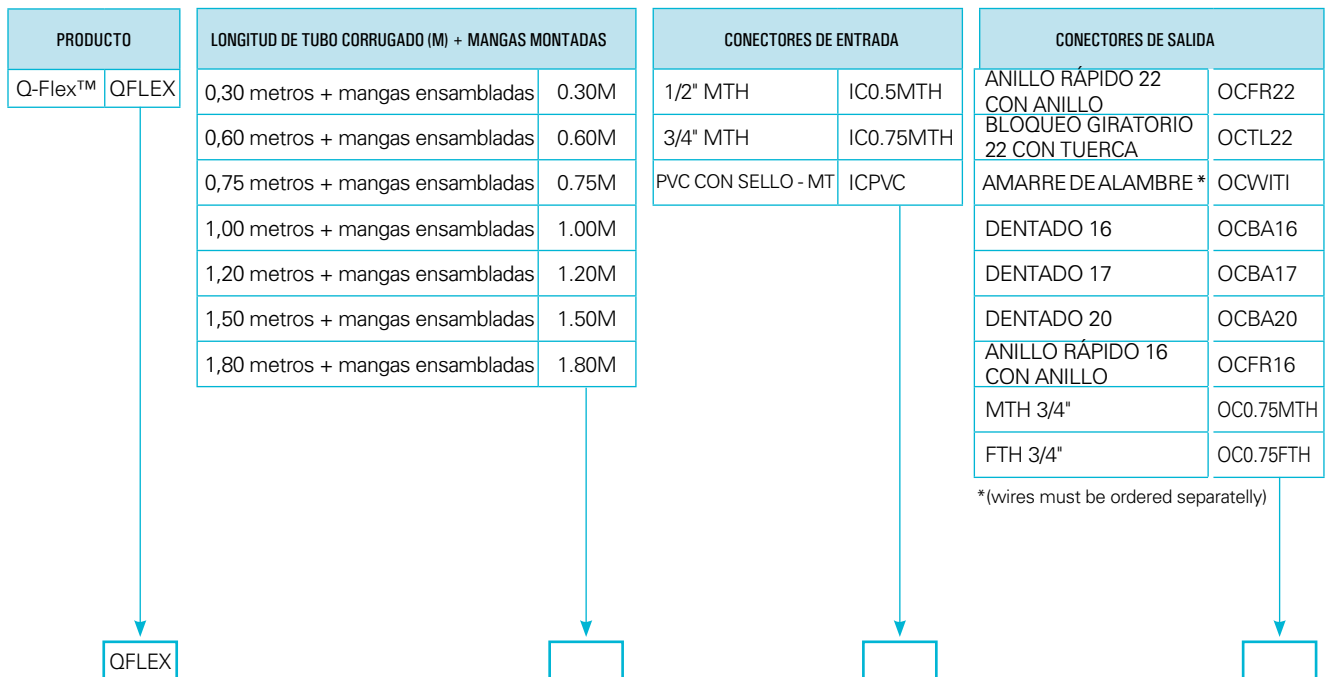 PRODUCTO
Q-Flex™ QFLEX
LONGITUD DE TUBO CORRUGADO (M) + MANGAS MONTADAS
0,30 metros + mangas ensambladas 0.30M
0,60 metros + mangas ensambladas 0.60M
0,75 metros + mangas ensambladas 0.75M
1,00 metros + mangas ensambladas 1.00M
1,20 metros + mangas ensambladas 1.20M
1,50 metros + mangas ensambladas 1.50M
1,80 metros + mangas ensambladas 1.80M
CONECTORES DE ENTRADA
1/2" MTH IC0.5MTH
3/4" MTH IC0.75MTH
PVC CON SELLO - MT ICPVC
CONECTORES DE SALIDA
ANILLO RÁPIDO 22
CON ANILLO OCFR22
BLOQUEO GIRATORIO
22 CON TUERCA OCTL22
AMARRE DE ALAMBRE * OCWITI
DENTADO 16 OCBA16
DENTADO 17 OCBA17
DENTADO 20 OCBA20
ANILLO RÁPIDO 16
CON ANILLO OCFR16
MTH 3/4" OC0.75MTH
FTH 3/4" OC0.75FTH
*(wires must be ordered separatelly)
QFLEX